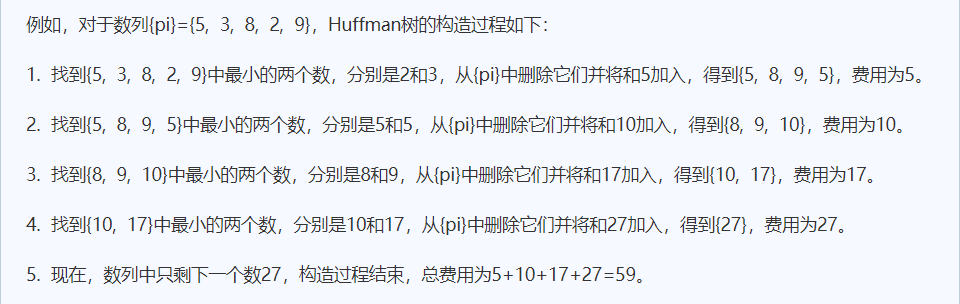 例如，对于数列{pi}={5, 3, 8, 2, 9}，Huffman树的构造过程如下：
1. 找到{5, 3, 8, 2, 9}中最小的两个数，分别是2和3，从{pi}中删除它们并将和5加入，得到{5, 8, 9, 5}，费用为5。
2. 找到{5, 8, 9, 5}中最小的两个数，分别是5和5，从{pi}中删除它们并将和10加入，得到{8, 9, 10}，费用为10。
3. 找到{8, 9, 10}中最小的两个数，分别是8和9，从{pi}中删除它们并将和17加入，得到{10, 17}，费用为17。
4. 找到{10, 17}中最小的两个数，分别是10和17，从{pi}中删除它们并将和27加入，得到{27}，费用为27。
5. 现在，数列中只剩下一个数27，构造过程结束，总费用为5+10+17+27=59。